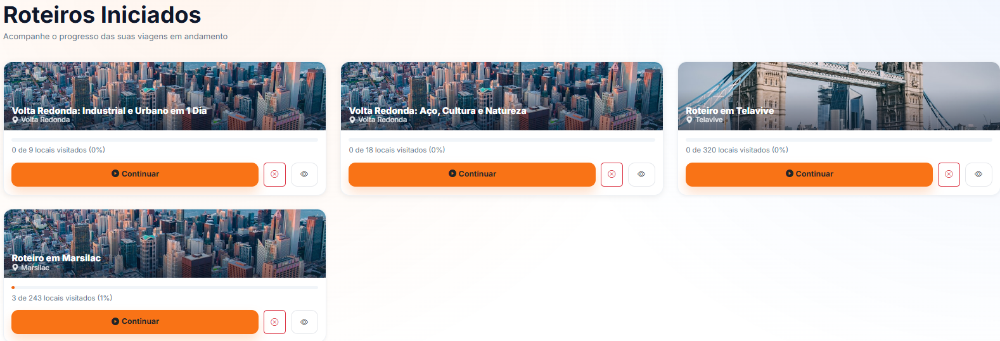 Roteiros Iniciados
Acompanhe o progresso das suas viagens em andamento
Volta Redonda: Industrial e Urbano em 1 Dia
Volta Redonda
0 de 9 locais visitados (0%)
Continuar
Volta Redonda: Aço, Cultura e Natureza
Volta Redonda
0 de 18 locais visitados (0%)
Continuar
Roteiro em Telavive
Telavive
0 de 320 locais visitados (0%)
Continuar
Roteiro em Marsilac
Marsilac
3 de 243 locais visitados (1%)
Continuar